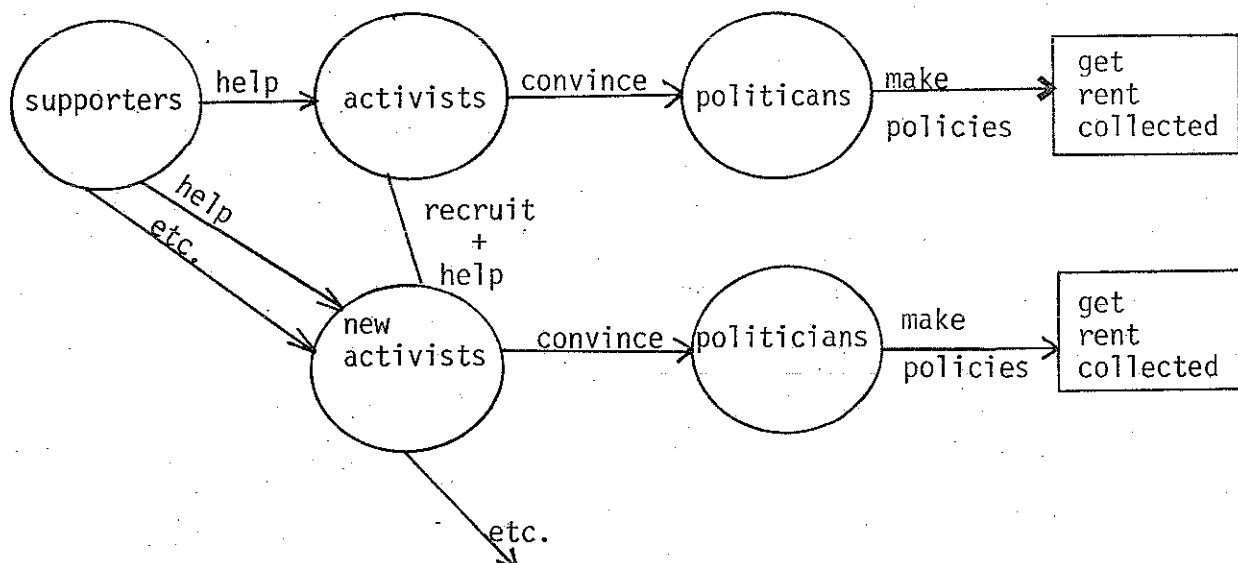 supporters
help
activists
convince
politicans
make
policies
get
rent
collected
help
etc.
recruit
+
help
new
activists
convince
politicians
make
policies
get
rent
collected
etc.